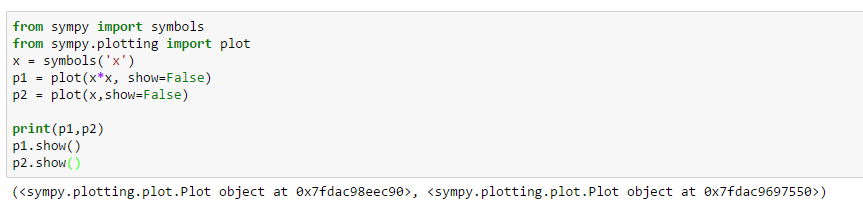 from sympy import symbols
from sympy.plotting import plot
x = symbols('x')
p1 = plot(x*x, show=False)
p2 = plot(x,show=False)
print(p1,p2)
p1.show()
p2.show()
(<sympy.plotting.plot.Plot object at 0x7fdac98eec90>, <sympy.plotting.plot.Plot object at 0x7fdac9697550>)